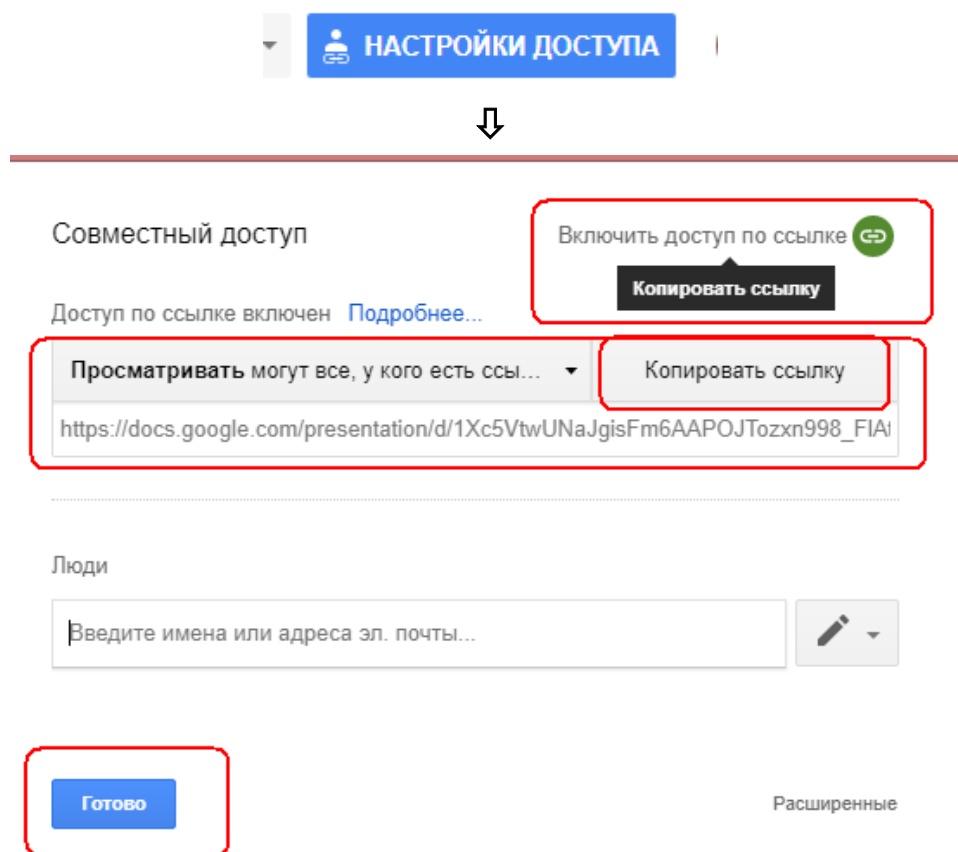 НАСТРОЙКИ ДОСТУПА
Совместный доступ
Включить доступ по ссылке
Копировать ссылку
Доступ по ссылке включен Подробнее...
Просматривать могут все, у кого есть ссы... Копировать ссылку
https://docs.google.com/presentation/d/1Xc5VtwUNaJgisFm6AAPOJTozxn998_FIAt
Люди
Введите имена или адреса эл. почты...
Готово
Расширенные